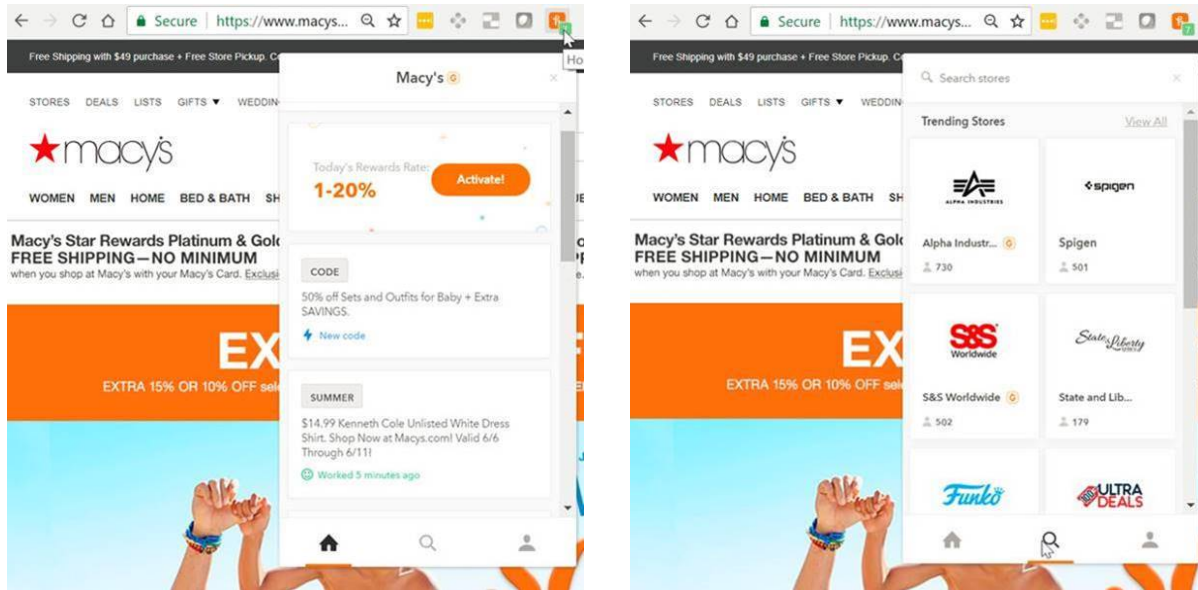 Secure https://www.macys...
Ho
Free Shipping with $49 purchase + Free Store Pickup. C
Macy's G
STORES DEALS LISTS GIFTS ▼ WEDDIN
macy's
Today's Rewards Rate:
1-20%
Activate!
WOMEN MEN HOME BED & BATH SH
Macy's Star Rewards Platinum & Gold
FREE SHIPPING—NO MINIMUM
when you shop at Macy's with your Macy's Card. Exclusi
CODE
50% off Sets and Outfits for Baby + Extra
SAVINGS.
New code
EX
EXTRA 15% OR 10% OFF sele
SUMMER
$14.99 Kenneth Cole Unlisted White Dress
Shirt. Shop Now at Macys.com! Valid 6/6
Through 6/11!
Worked 5 minutes ago
Secure https://www.macys...
7
Free Shipping with $49 purchase + Free Store Pickup. C
Search stores
STORES DEALS LISTS GIFTS ▼ WEDDIN
Trending Stores View All
macy's
ALPHA INDUSTRIES
spigen
WOMEN MEN HOME BED & BATH SH
Macy's Star Rewards Platinum & Gold
FREE SHIPPING—NO MINIMUM
when you shop at Macy's with your Macy's Card. Exclusi
Alpha Industr... G Spigen
730 501
S&S
Worldwide
State & Liberty
EX
EXTRA 15% OR 10% OFF sele
S&S Worldwide G State and Lib...
502 179
Funko
ULTRA
DEALS